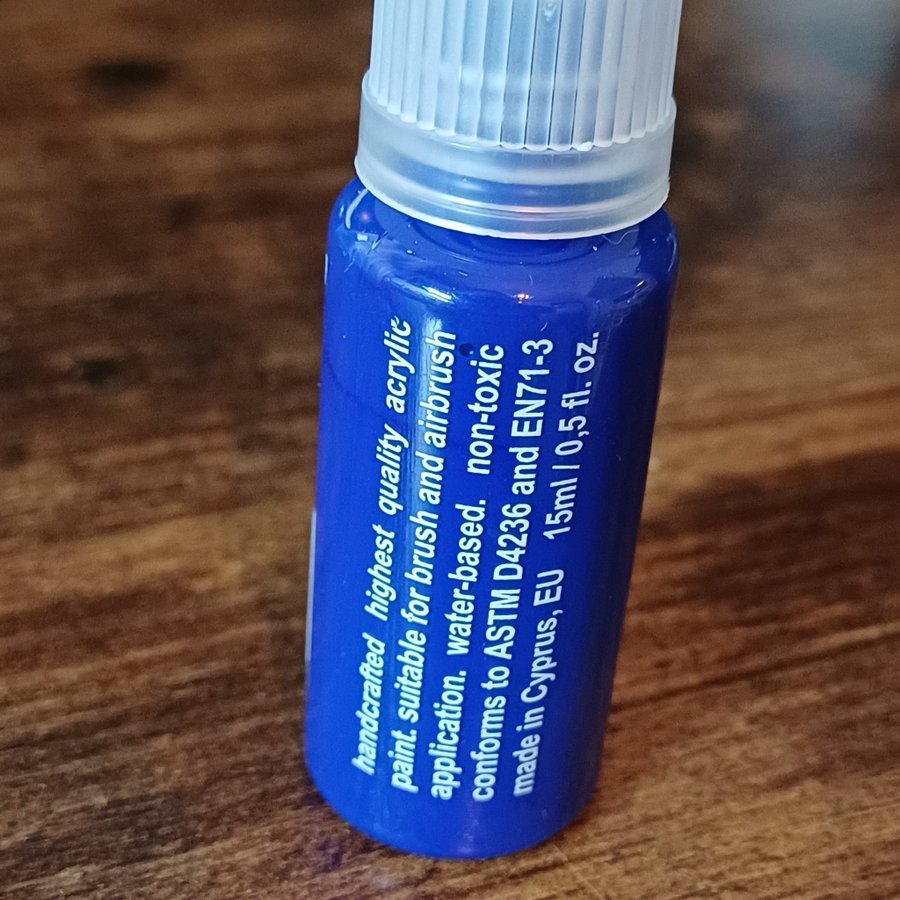 handcrafted highest quality acrylic
paint. suitable for brush and airbrush
application. water-based. non-toxic
conforms to ASTM D4236 and EN71-3
made in Cyprus, EU 15ml / 0,5 fl. oz.